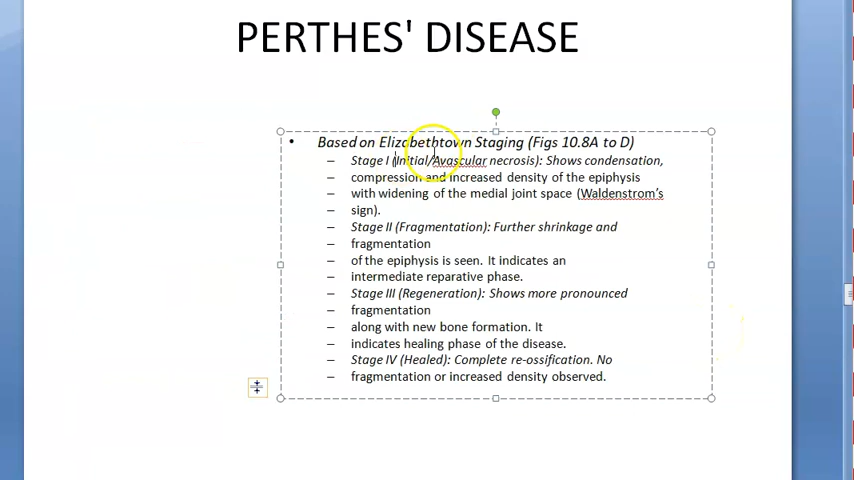 PERTHES' DISEASE
• Based on Elizabethtown Staging (Figs 10.8A to D)
– Stage I (Initial/Avascular necrosis): Shows condensation,
– compression and increased density of the epiphysis
– with widening of the medial joint space (Waldenstrom's
– sign).
– Stage II (Fragmentation): Further shrinkage and
– fragmentation
– of the epiphysis is seen. It indicates an
– intermediate reparative phase.
– Stage III (Regeneration): Shows more pronounced
– fragmentation
– along with new bone formation. It
– indicates healing phase of the disease.
– Stage IV (Healed): Complete re-ossification. No
– fragmentation or increased density observed.